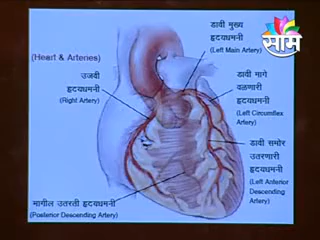 साम
(Heart & Arteries)
डावी मुख्य
हृदयधमनी
(Left Main Artery)
उजवी
हृदयधमनी
(Right Artery)
डावी मागे
वळणारी
हृदयधमनी
(Left Circumflex
Artery)
डावी समोर
उतरणारी
हृदयधमनी
(Left Anterior
Descending
Artery)
मागील उतरती हृदयधमनी
(Posterior Descending Artery)